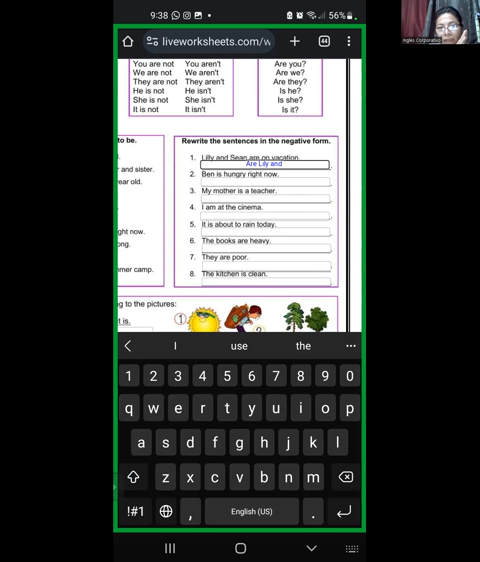 9:38
56%
liveworksheets.com/w
44
Ingles Corporativo
You are not You aren't
We are not We aren't
They are not They aren't
He is not He isn't
She is not She isn't
It is not It isn't
Are you?
Are we?
Are they?
Is he?
Is she?
Is it?
to be.
and sister.
year old.
ght now.
ong.
mmer camp.
Rewrite the sentences in the negative form.
1. Lilly and Sean are on vacation.
Are Lily and
2. Ben is hungry right now.
3. My mother is a teacher.
4. I am at the cinema.
5. It is about to rain today.
6. The books are heavy.
7. They are poor.
8. The kitchen is clean.
g to the pictures:
t is.
1
2
I use the
1 2 3 4 5 6 7 8 9 0
q w e r t y u i o p
a s d f g h j k l
z x c v b n m
!#1 , English (US) .